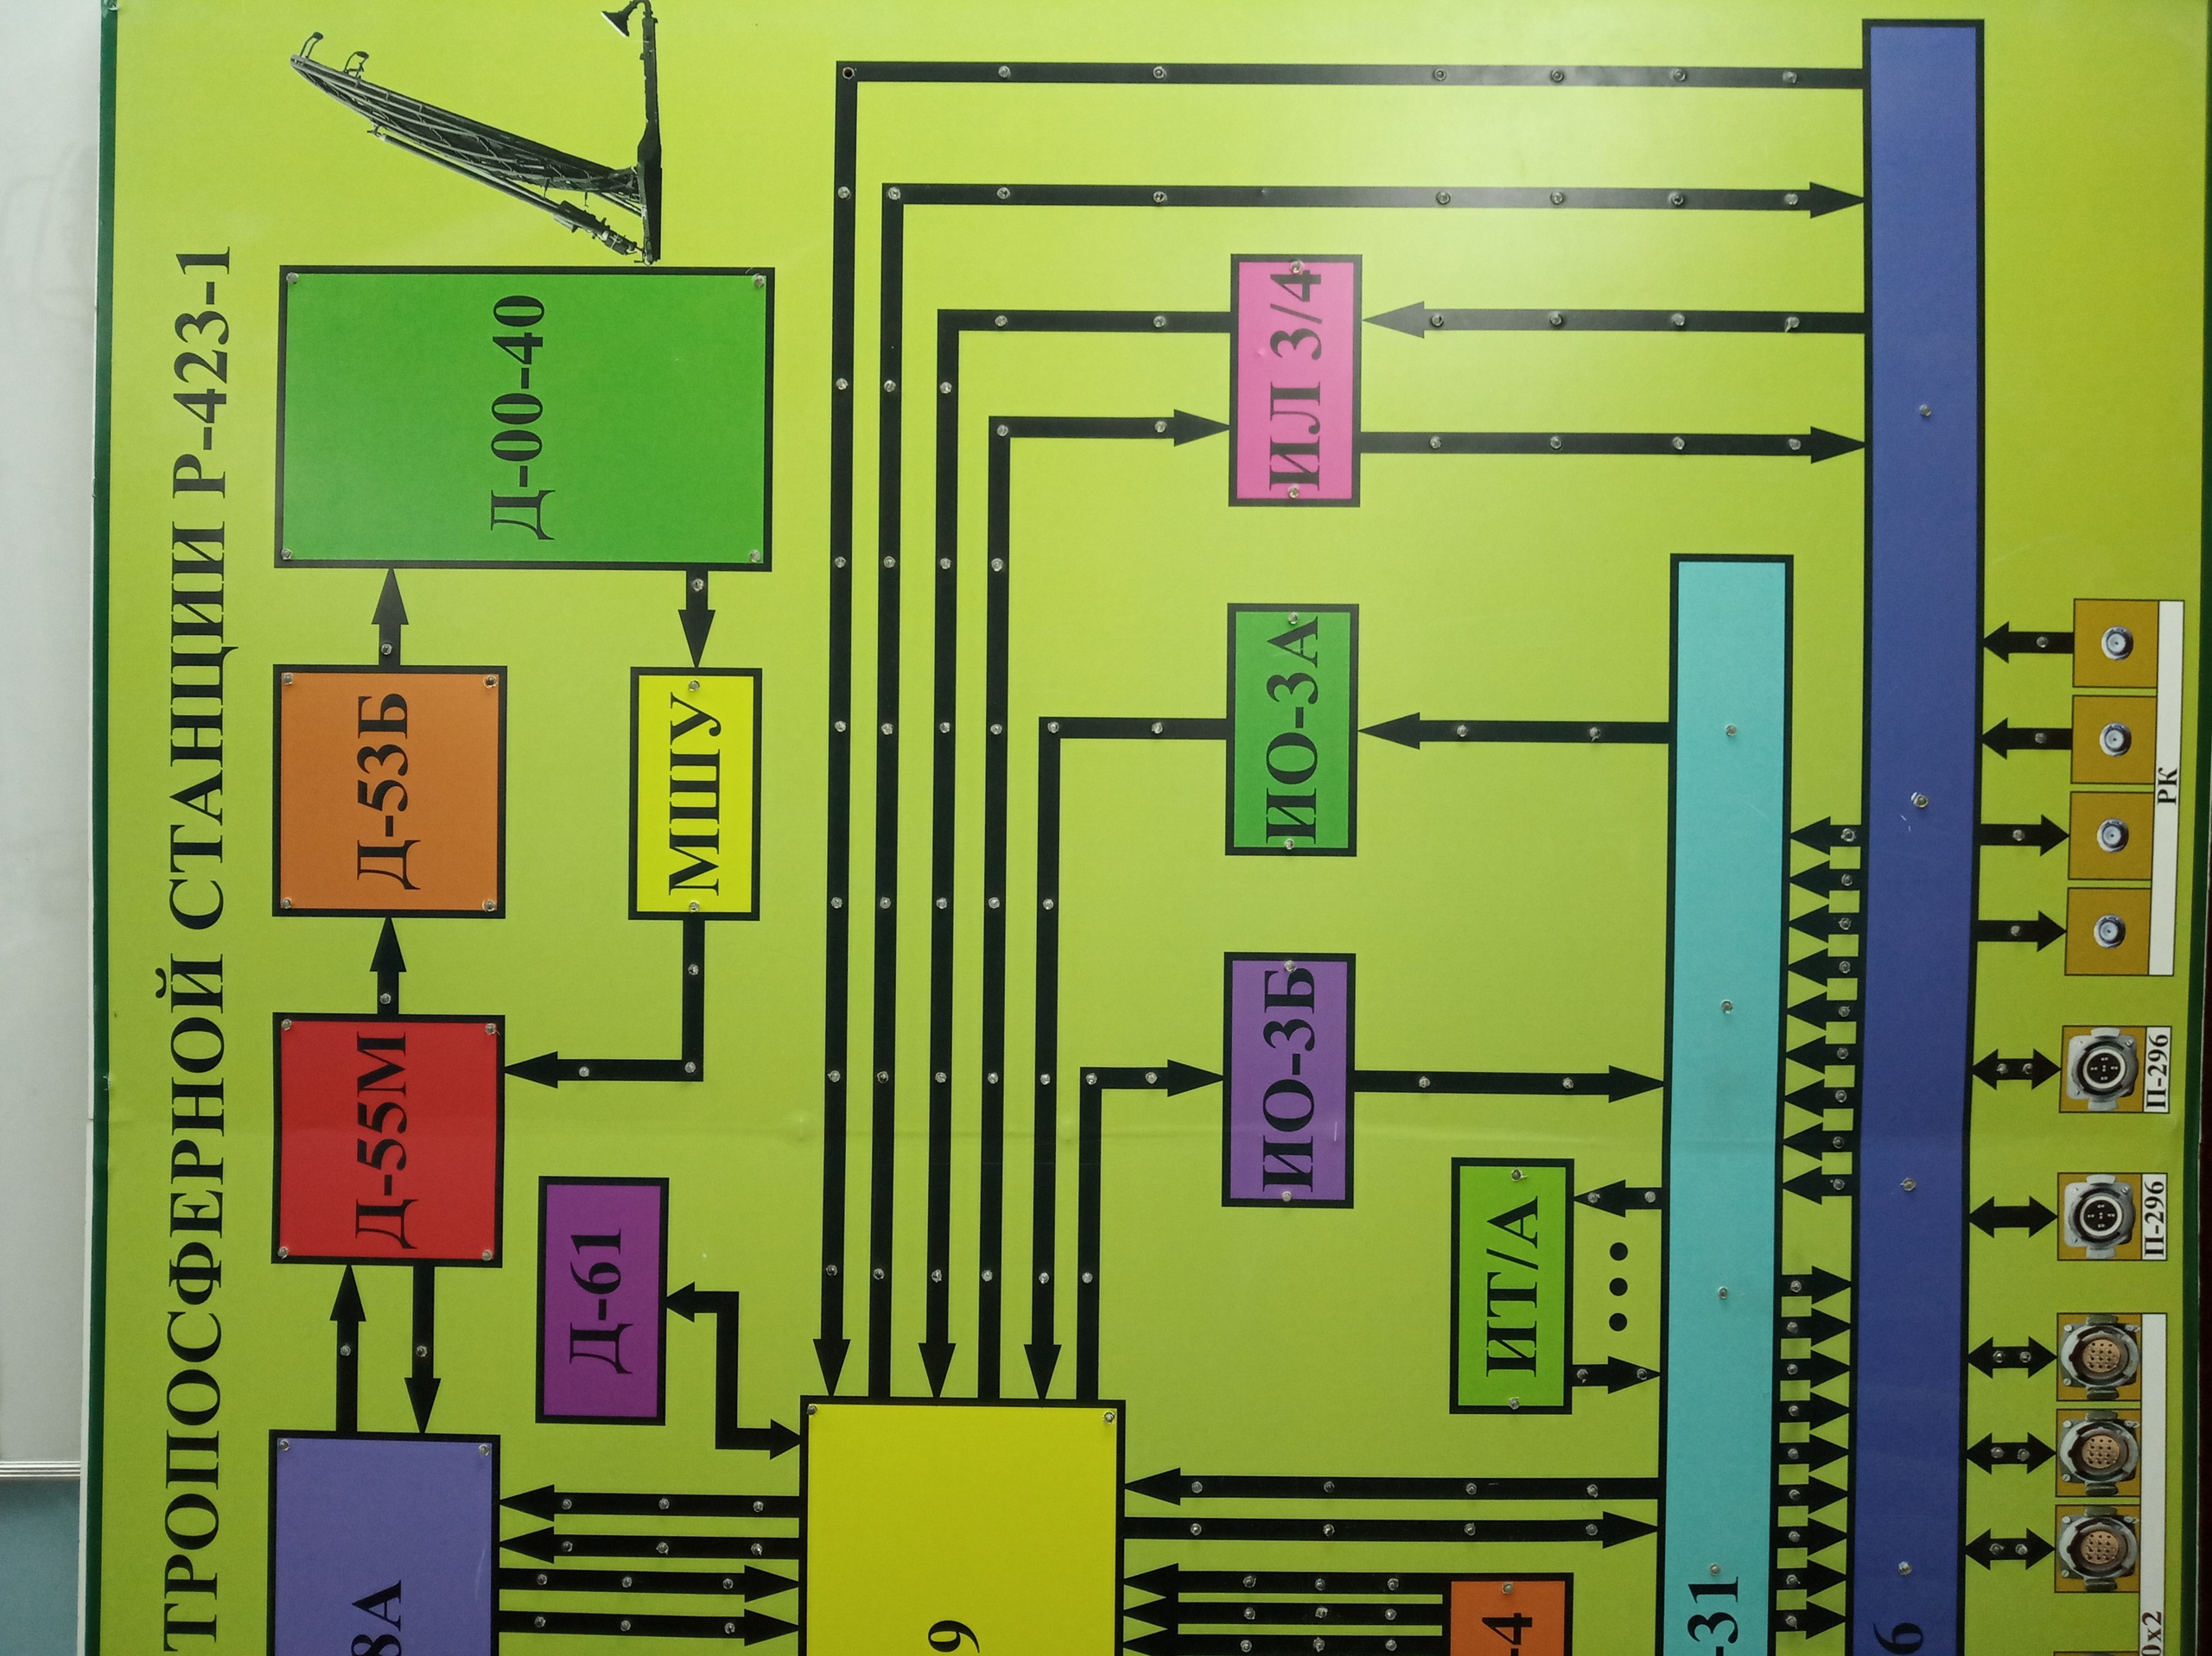 ТРОПОСФЕРНОЙ СТАНЦИИ Р-423-1
8А
Д-55М
Д-53Б
Д-00-40
Д-61
МШУ
9
ИО-3Б
ИО-3А
ИЛ 3/4
-4
ИТ/А
-31
6
0х2
П-296
П-296
РК